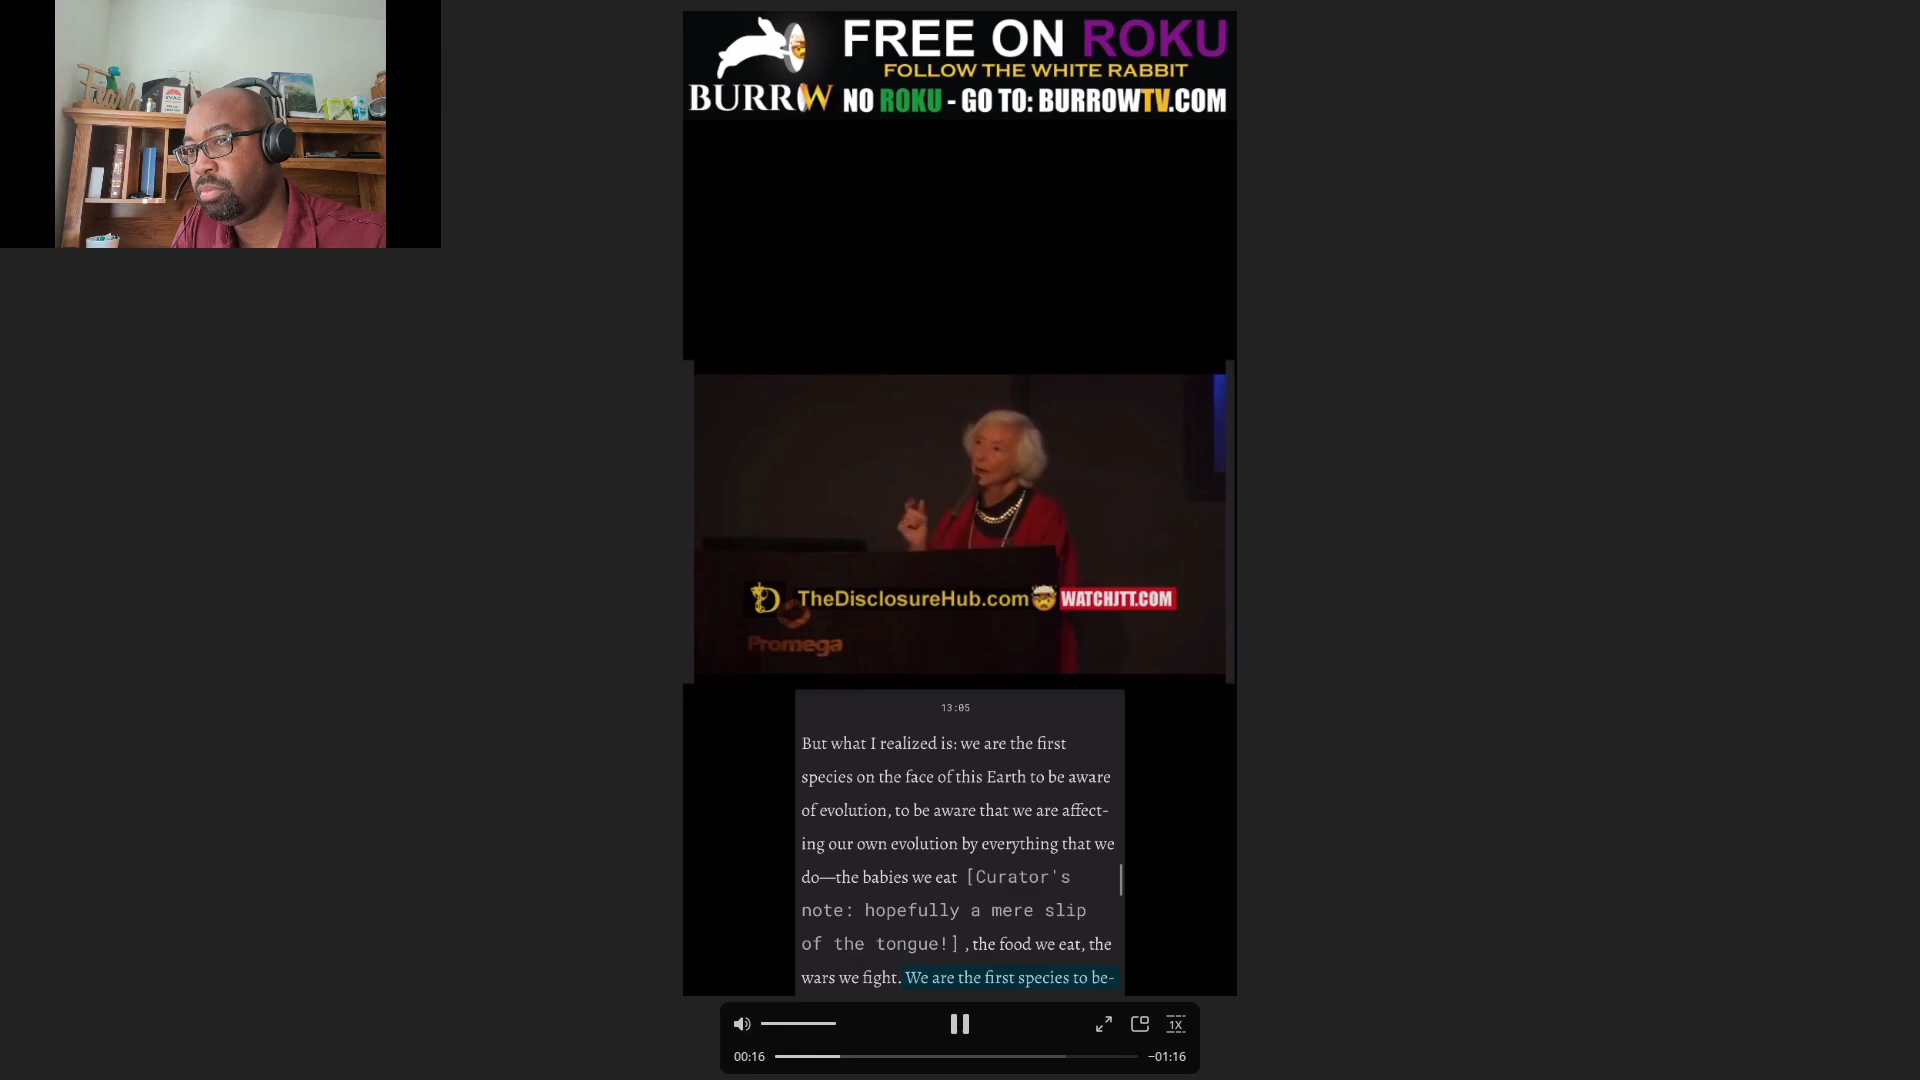 FREE ON ROKU
FOLLOW THE WHITE RABBIT
BURROW
NO ROKU - GO TO: BURROWTV.COM
TheDisclosureHub.com WATCHJTT.COM
Promega
13:05
But what I realized is: we are the first
species on the face of this Earth to be aware
of evolution, to be aware that we are affect-
ing our own evolution by everything that we
do—the babies we eat [Curator's
note: hopefully a mere slip
of the tongue!] , the food we eat, the
wars we fight. We are the first species to be-
1X
00:16
−01:16